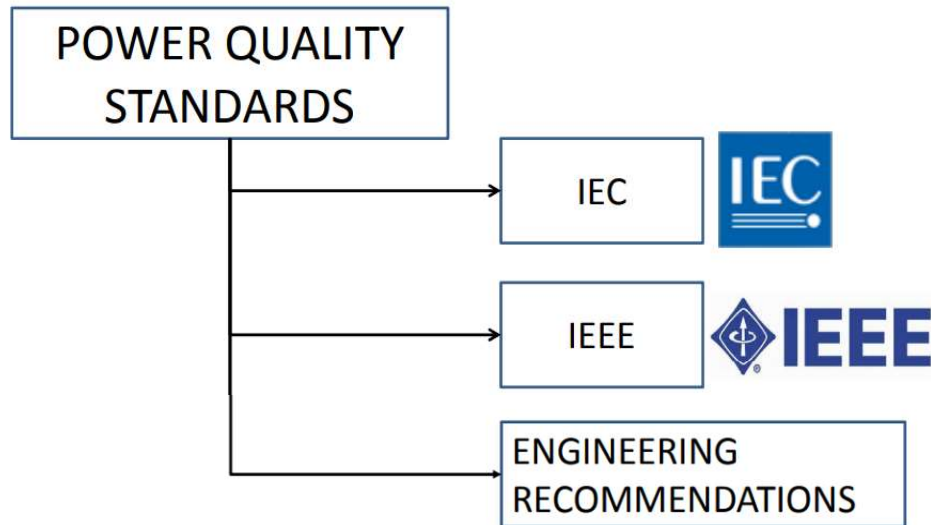 POWER QUALITY
STANDARDS
IEC
IEC
IEEE
IEEE
ENGINEERING
RECOMMENDATIONS